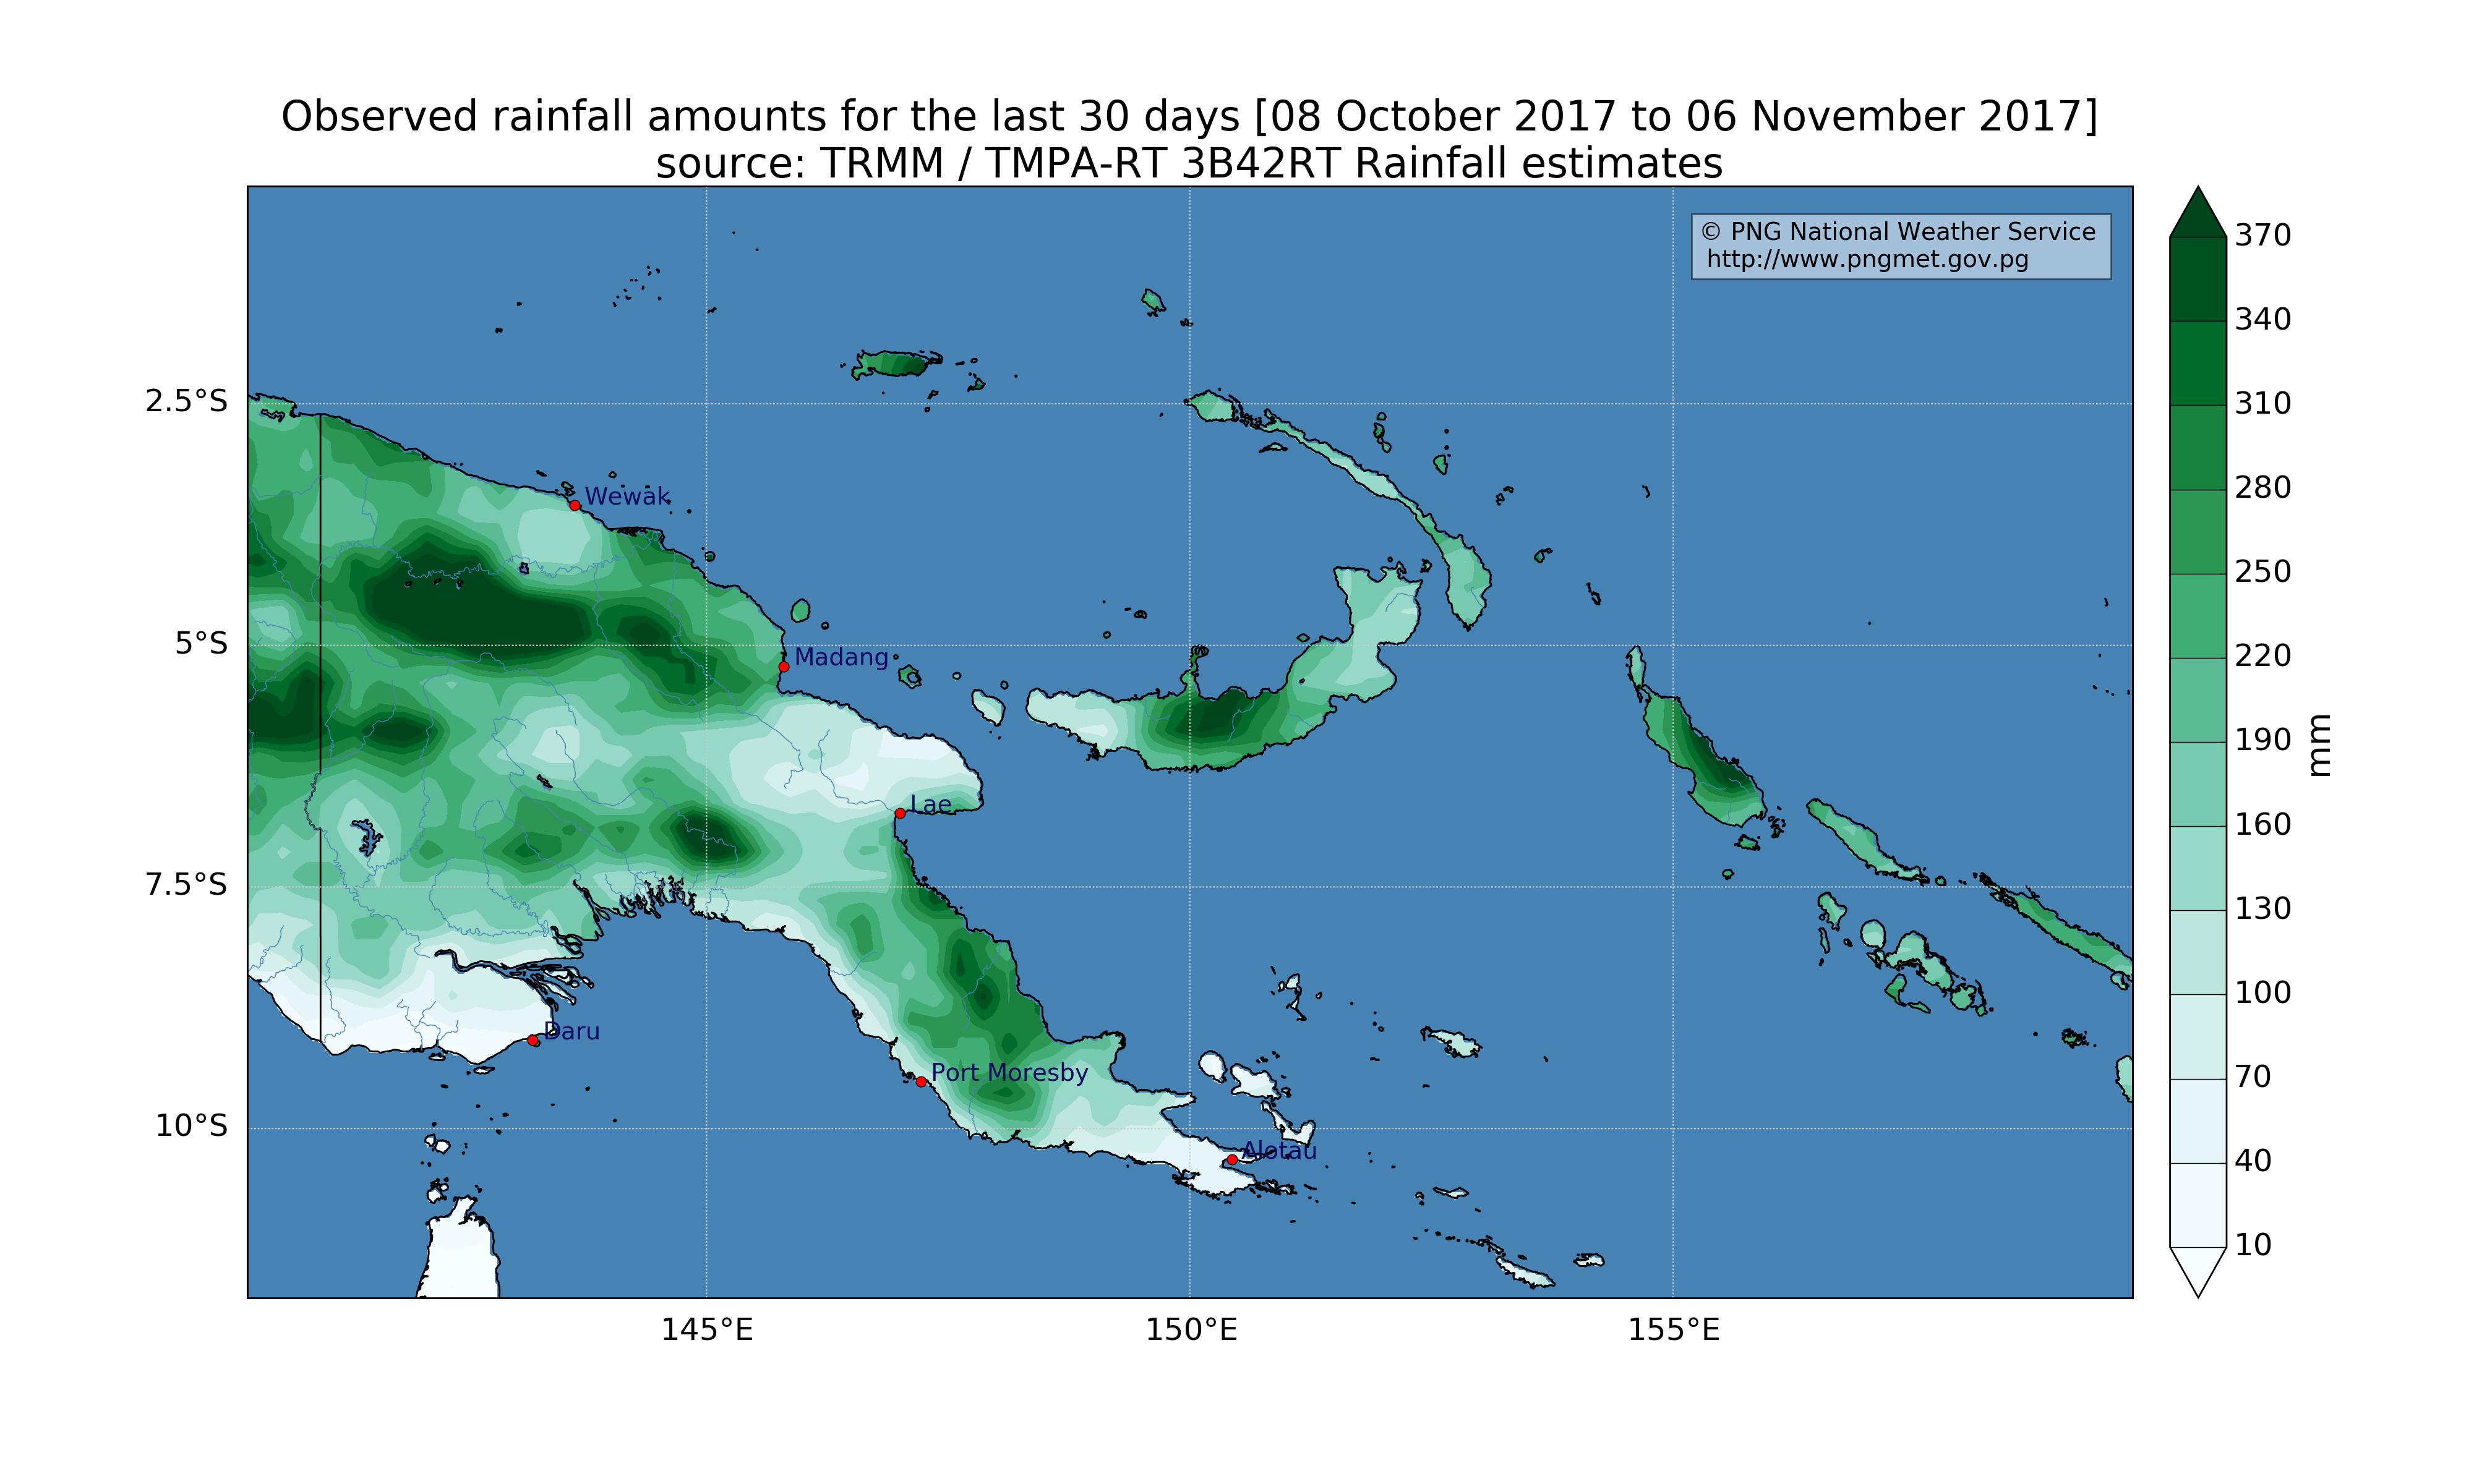 Observed rainfall amounts for the last 30 days [08 October 2017 to 06 November 2017]
source: TRMM / TMPA-RT 3B42RT Rainfall estimates
© PNG National Weather Service
http://www.pngmet.gov.pg
370
340
310
280
250
220
190
160
130
100
70
40
10
mm
2.5°S
5°S
7.5°S
10°S
Wewak
Madang
Lae
Daru
Port Moresby
Alotau
145°E
150°E
155°E